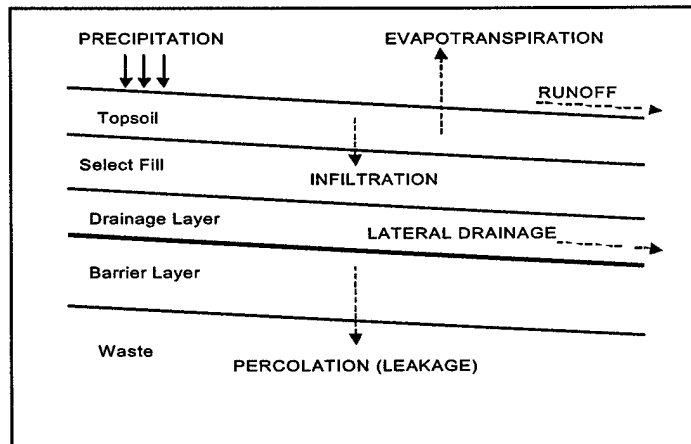 PRECIPITATION
EVAPOTRANSPIRATION
RUNOFF
Topsoil
Select Fill
INFILTRATION
Drainage Layer
LATERAL DRAINAGE
Barrier Layer
Waste
PERCOLATION (LEAKAGE)